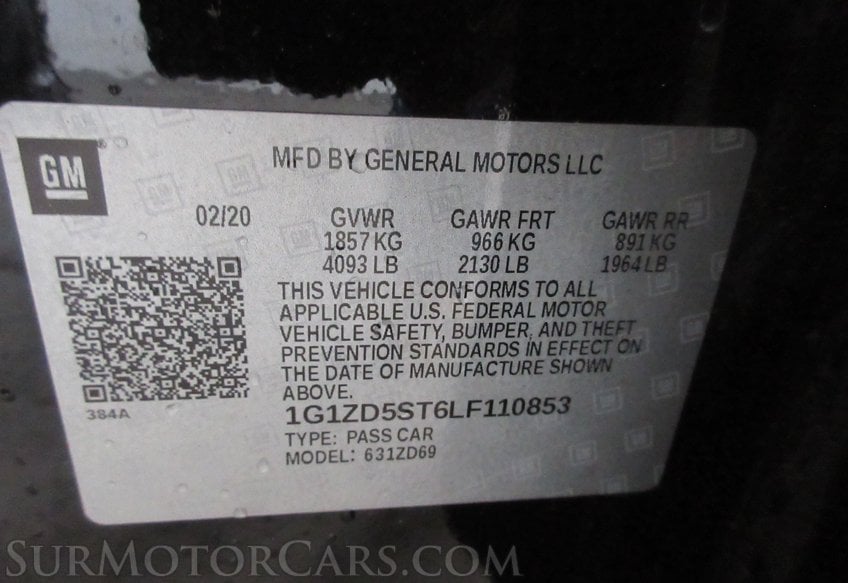 GM
MFD BY GENERAL MOTORS LLC
02/20 GVWR GAWR FRT GAWR RR
1857 KG 966 KG 891 KG
4093 LB 2130 LB 1964 LB
THIS VEHICLE CONFORMS TO ALL
APPLICABLE U.S. FEDERAL MOTOR
VEHICLE SAFETY, BUMPER, AND THEFT
PREVENTION STANDARDS IN EFFECT ON
THE DATE OF MANUFACTURE SHOWN
ABOVE.
384A
1G1ZD5ST6LF110853
TYPE: PASS CAR
MODEL: 631ZD69
SURMOTORCARS.COM